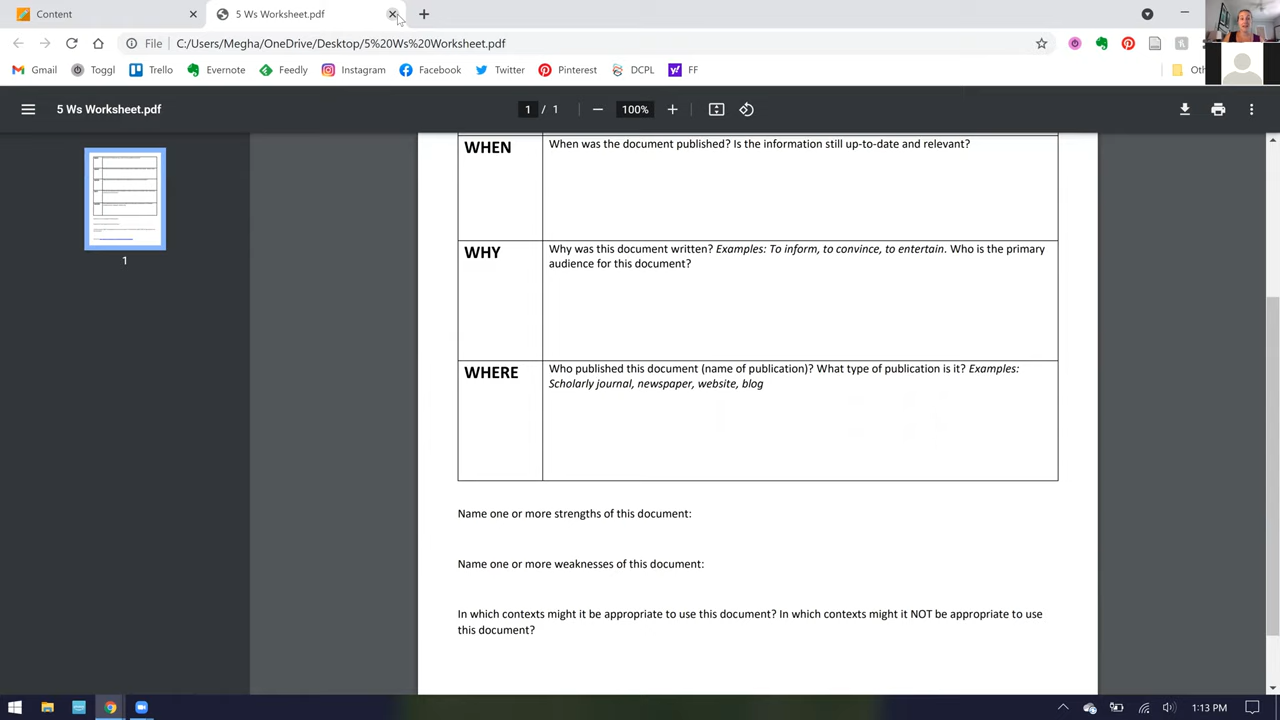 Content
5 Ws Worksheet.pdf
File C:/Users/Megha/OneDrive/Desktop/5%20Ws%20Worksheet.pdf
Gmail Toggl Trello Evernote Feedly Instagram Facebook Twitter Pinterest DCPL FF
5 Ws Worksheet.pdf 1 / 1 100%
WHEN When was the document published? Is the information still up-to-date and relevant?
WHY Why was this document written? Examples: To inform, to convince, to entertain. Who is the primary
audience for this document?
WHERE Who published this document (name of publication)? What type of publication is it? Examples:
Scholarly journal, newspaper, website, blog
1
Name one or more strengths of this document:
Name one or more weaknesses of this document:
In which contexts might it be appropriate to use this document? In which contexts might it NOT be appropriate to use
this document?
1:13 PM